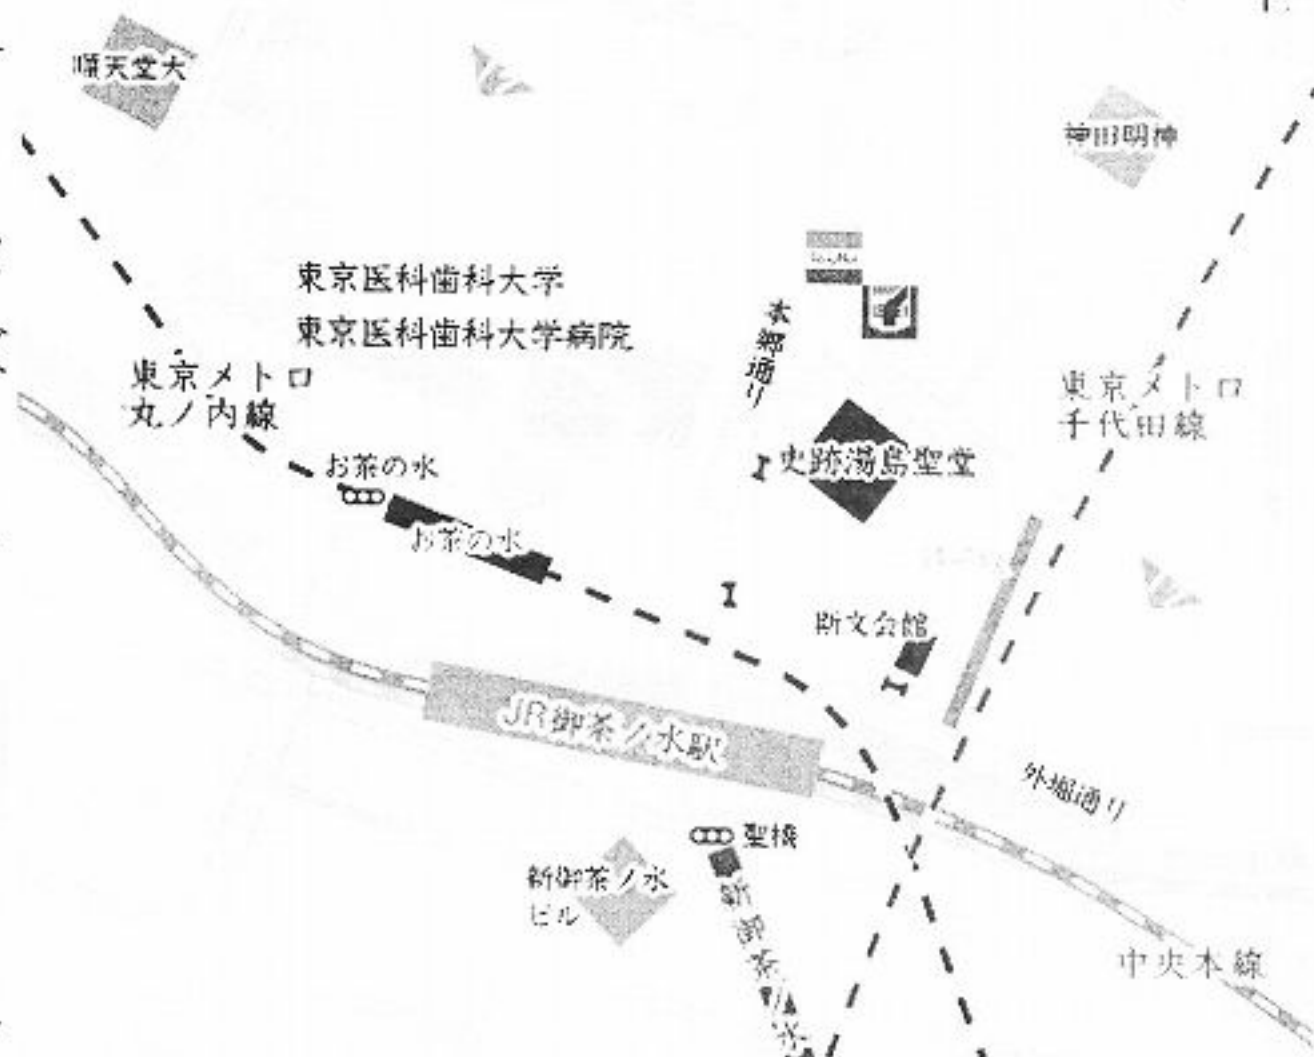 順天堂大
神田明神
東京医科歯科大学
東京医科歯科大学病院
本郷通り
東京メトロ
丸ノ内線
東京メトロ
千代田線
お茶の水
史跡湯島聖堂
お茶の水
斯文会館
JR御茶ノ水駅
外堀通り
聖橋
新御茶ノ水
ビル
新御茶ノ水
中央本線